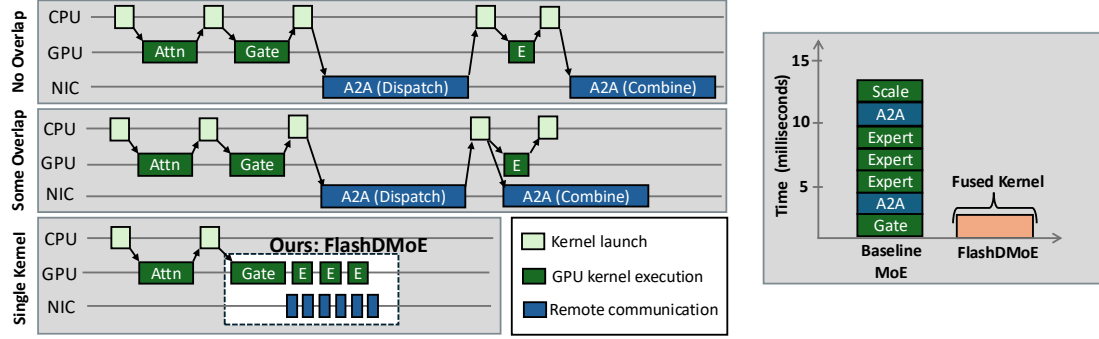 No Overlap
CPU
GPU
NIC
Attn
Gate
E
A2A (Dispatch)
A2A (Combine)
Some Overlap
CPU
GPU
NIC
Attn
Gate
E
A2A (Dispatch)
A2A (Combine)
Single Kernel
CPU
GPU
NIC
Ours: FlashDMoE
Attn
Gate
E
E
E
Kernel launch
GPU kernel execution
Remote communication
Time (milliseconds)
15
10
5
Scale
A2A
Expert
Expert
Expert
A2A
Gate
Baseline
MoE
Fused Kernel
FlashDMoE